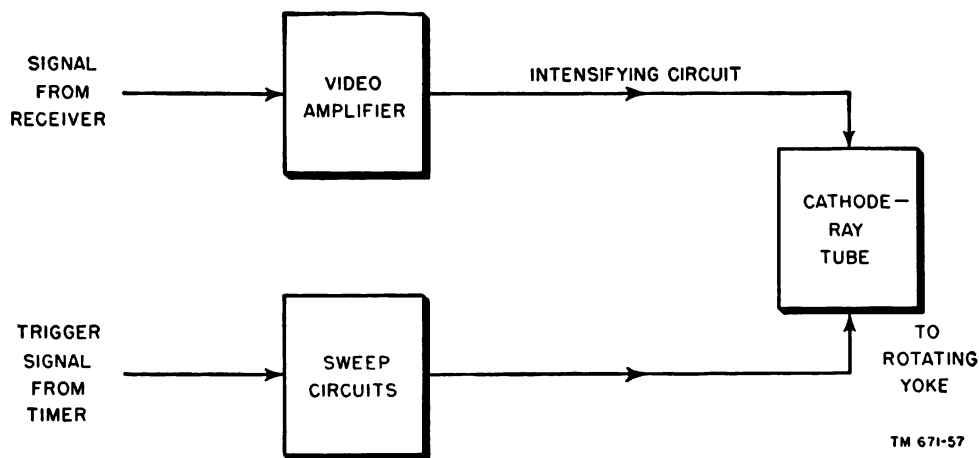 SIGNAL
FROM
RECEIVER
VIDEO
AMPLIFIER
INTENSIFYING CIRCUIT
CATHODE—
RAY
TUBE
TRIGGER
SIGNAL
FROM
TIMER
SWEEP
CIRCUITS
TO
ROTATING
YOKE
TM 671-57